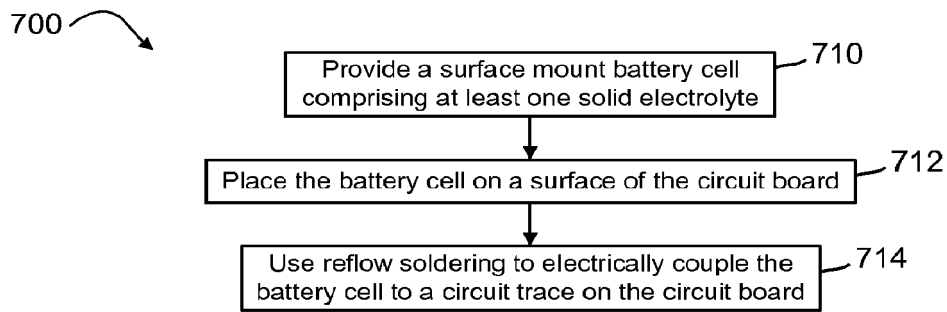 700
710
Provide a surface mount battery cell
comprising at least one solid electrolyte
712
Place the battery cell on a surface of the circuit board
714
Use reflow soldering to electrically couple the
battery cell to a circuit trace on the circuit board